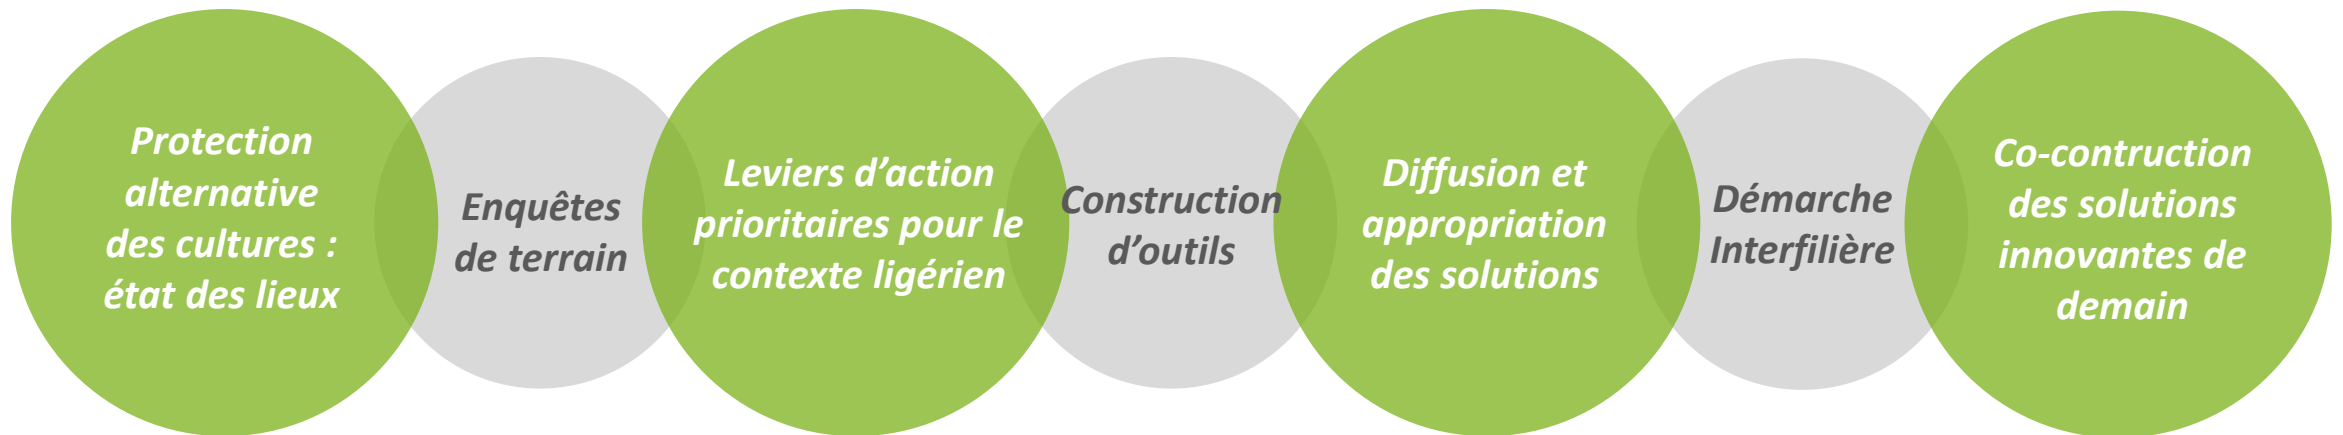 Protection
alternative
des cultures :
état des lieux
Enquêtes
de terrain
Leviers d’action
prioritaires pour le
contexte ligérien
Construction
d’outils
Diffusion et
appropriation
des solutions
Démarche
Interfilière
Co-contruction
des solutions
innovantes de
demain